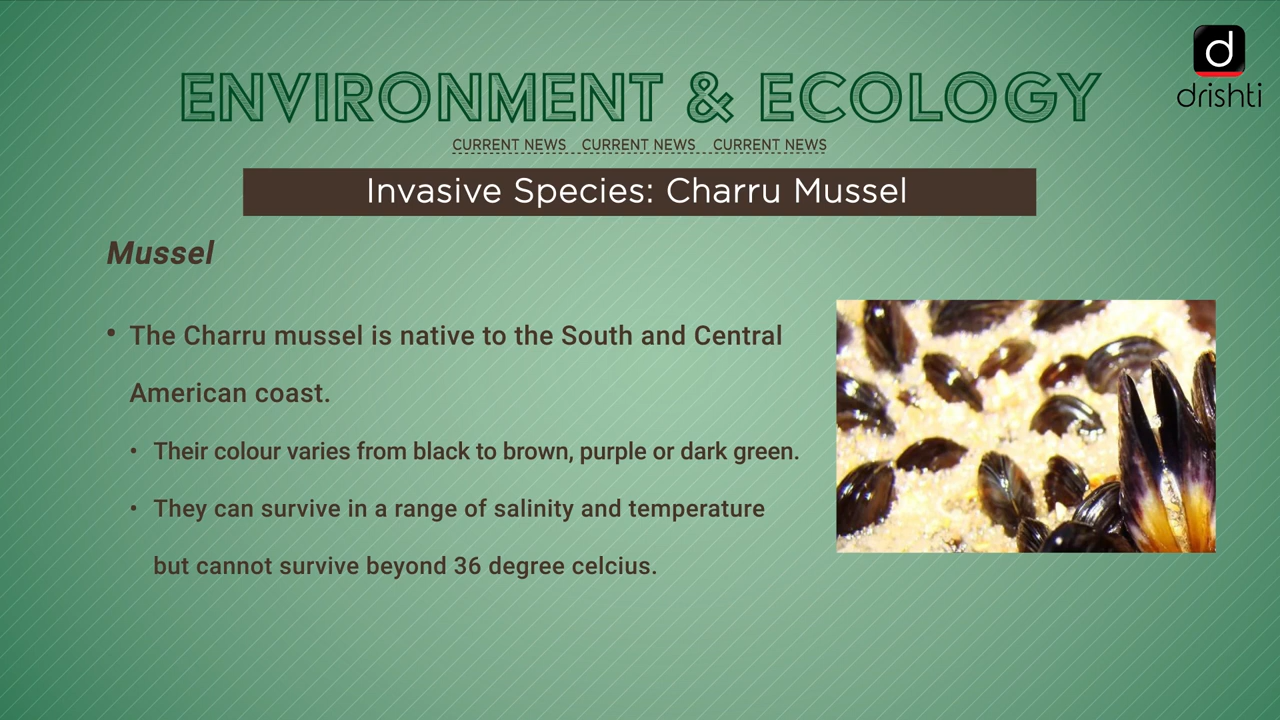 d
drishti
ENVIRONMENT & ECOLOGY
CURRENT NEWS CURRENT NEWS CURRENT NEWS
Invasive Species: Charru Mussel
Mussel
• The Charru mussel is native to the South and Central
American coast.
• Their colour varies from black to brown, purple or dark green.
• They can survive in a range of salinity and temperature
but cannot survive beyond 36 degree celcius.